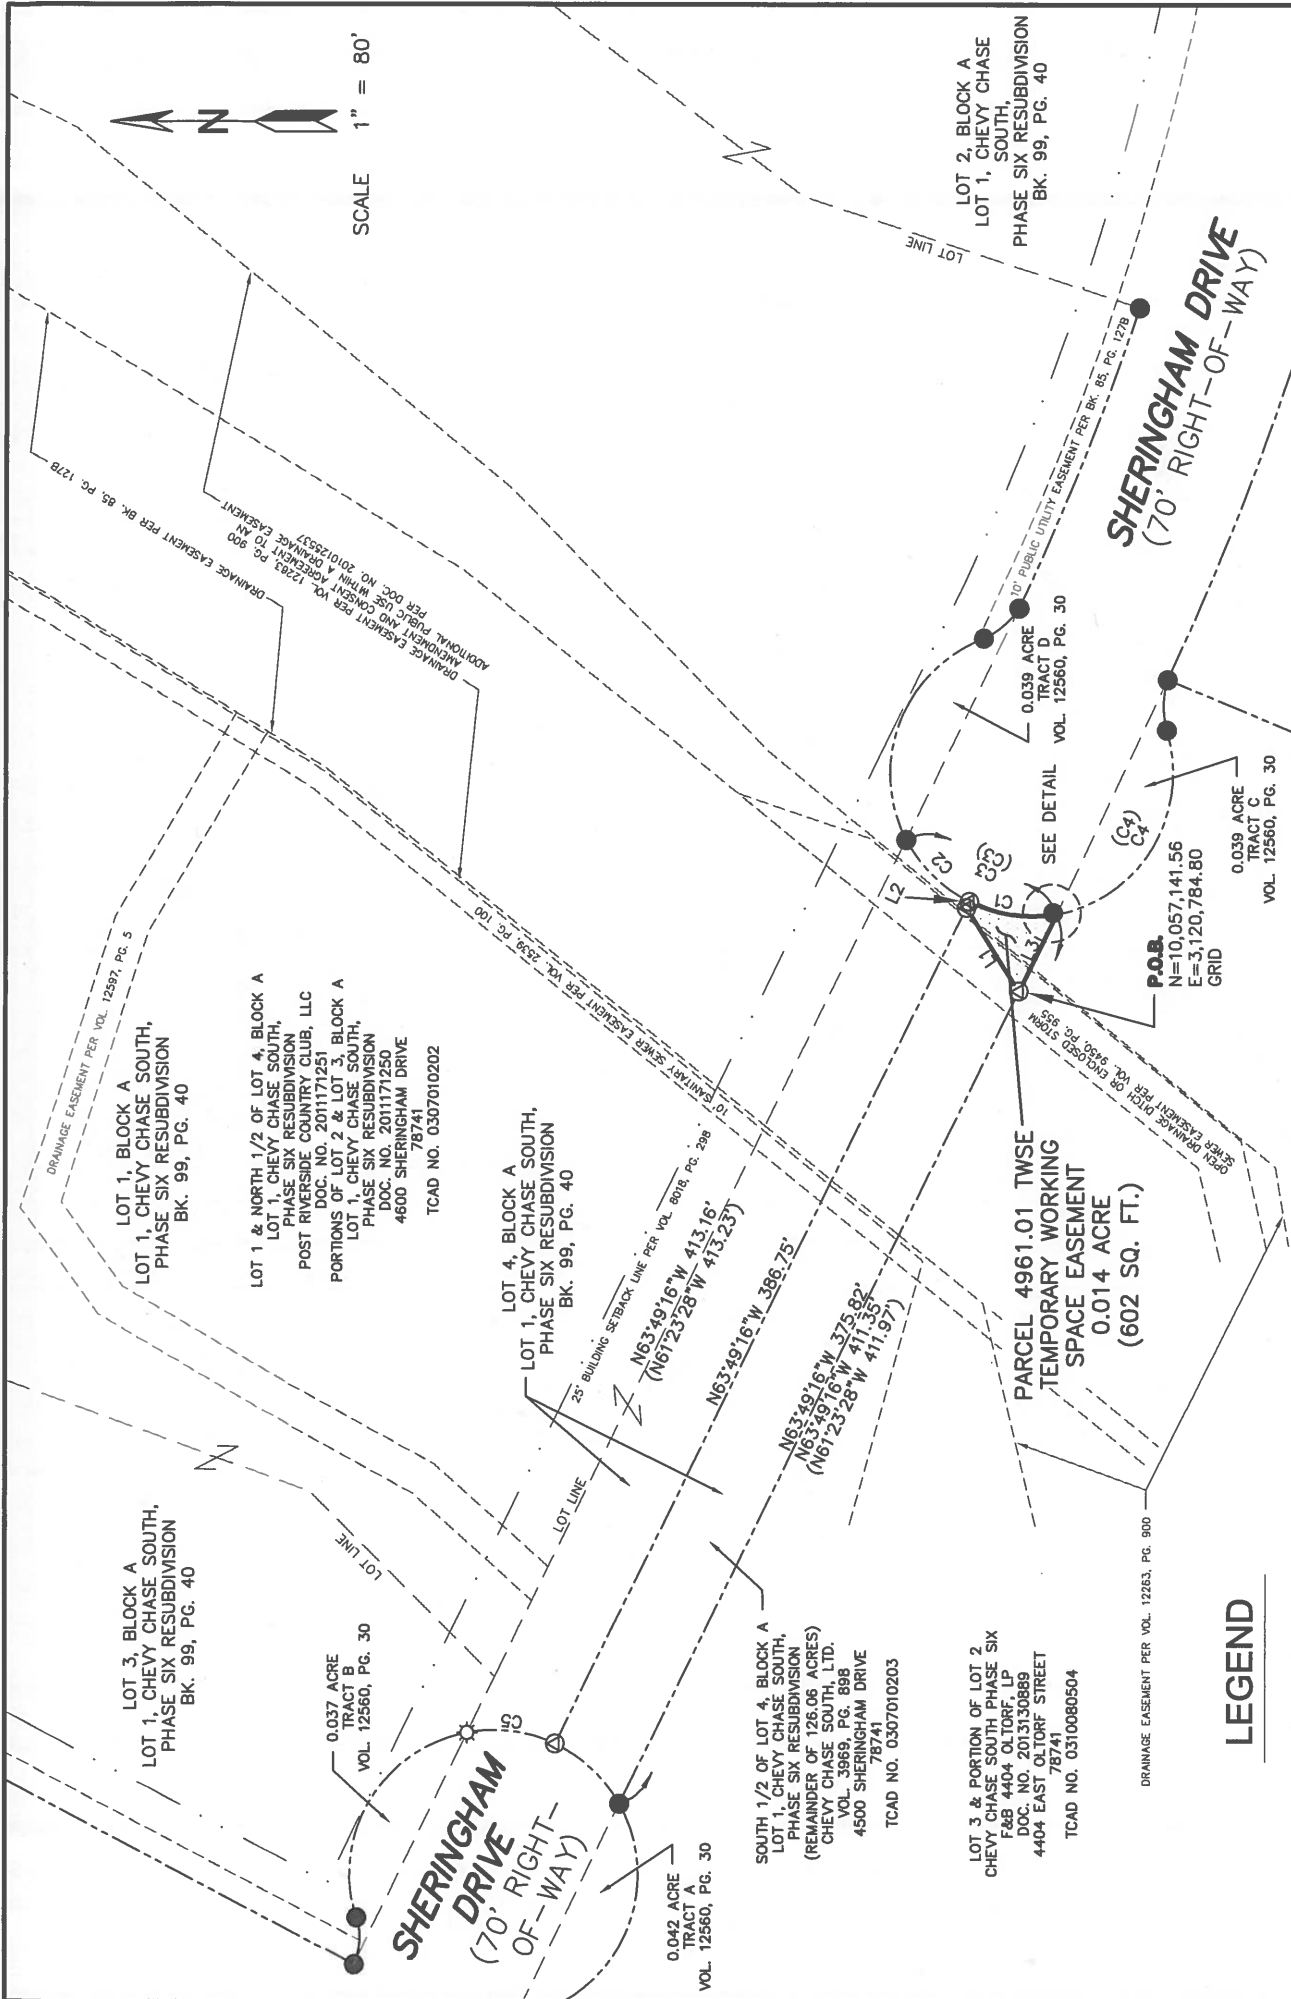 LOT 3, BLOCK A
LOT 1, CHEVY CHASE SOUTH,
PHASE SIX RESUBDIVISION
BK. 99, PG. 40
LOT LINE
0.037 ACRE
TRACT B
VOL. 12560, PG. 30
SHERINGHAM
DRIVE
(70' RIGHT-
OF-WAY)
0.042 ACRE
TRACT A
VOL. 12560, PG. 30
C5
DRAINAGE EASEMENT PER VOL. 12597, PG. 5
LOT 1, BLOCK A
LOT 1, CHEVY CHASE SOUTH,
PHASE SIX RESUBDIVISION
BK. 99, PG. 40
LOT 1 & NORTH 1/2 OF LOT 4, BLOCK A
LOT 1, CHEVY CHASE SOUTH,
PHASE SIX RESUBDIVISION
POST RIVERSIDE COUNTRY CLUB, LLC
DOC. NO. 2011171251
PORTIONS OF LOT 2 & LOT 3, BLOCK A
LOT 1, CHEVY CHASE SOUTH,
PHASE SIX RESUBDIVISION
DOC. NO. 2011171250
4600 SHERINGHAM DRIVE
78741
TCAD NO. 0307010202
LOT 4, BLOCK A
LOT 1, CHEVY CHASE SOUTH,
PHASE SIX RESUBDIVISION
BK. 99, PG. 40
25' BUILDING SETBACK LINE PER VOL. 8018, PG. 298
LOT LINE
N63°49'16"W 413.16'
(N61°23'28"W 413.23')
N63°49'16"W 386.75'
N63°49'16"W 375.82'
N63°49'16"W 411.35'
(N61°23'28"W 411.97')
10' SANITARY SEWER EASEMENT PER VOL. 2539, PG. 100
DRAINAGE EASEMENT PER BK. 85, PG. 127B
DRAINAGE EASEMENT PER VOL. 12263, PG 900
AMENDMENT AND CONSENT AGREEMENT TO AN
ADDITIONAL PUBLIC USE WITHIN A DRAINAGE EASEMENT
PER DOC. NO. 2010125537
N
SCALE 1" = 80'
LOT 2, BLOCK A
LOT 1, CHEVY CHASE
SOUTH,
PHASE SIX RESUBDIVISION
BK. 99, PG. 40
LOT LINE
10' PUBLIC UTILITY EASEMENT PER BK. 85, PG. 127B
SHERINGHAM DRIVE
(70' RIGHT-OF-WAY)
0.039 ACRE
TRACT D
VOL. 12560, PG. 30
SEE DETAIL
L2
C2
C3
(C3)
C1
L1
L3
(C4)
C4
0.039 ACRE
TRACT C
VOL. 12560, PG. 30
P.O.B.
N=10,057,141.56
E=3,120,784.80
GRID
OPEN DRAINAGE DITCH OR ENCLOSED STORM
SEWER EASEMENT PER VOL. 9450, PG. 955
PARCEL 4961.01 TWSE
TEMPORARY WORKING
SPACE EASEMENT
0.014 ACRE
(602 SQ. FT.)
SOUTH 1/2 OF LOT 4, BLOCK A
LOT 1, CHEVY CHASE SOUTH,
PHASE SIX RESUBDIVISION
(REMAINDER OF 126.06 ACRES)
CHEVY CHASE SOUTH, LTD.
VOL. 3969, PG. 898
4500 SHERINGHAM DRIVE
78741
TCAD NO. 0307010203
LOT 3 & PORTION OF LOT 2
CHEVY CHASE SOUTH PHASE SIX
F&B 4404 OLTORF, LP
DOC. NO. 2013130889
4404 EAST OLTORF STREET
78741
TCAD NO. 0310080504
DRAINAGE EASEMENT PER VOL. 12263, PG. 900
LEGEND